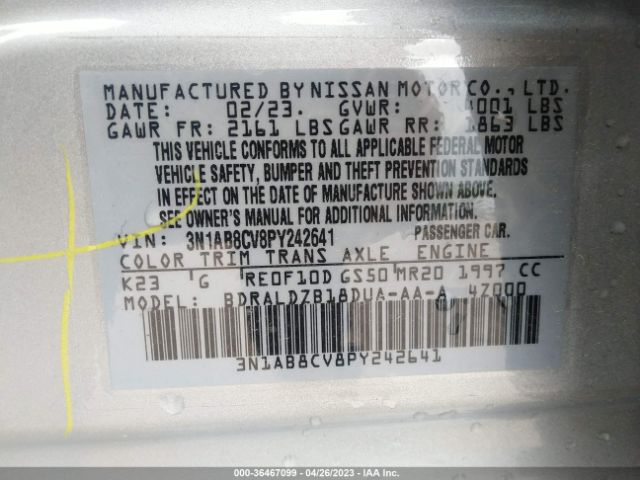 MANUFACTURED BY NISSAN MOTOR CO., LTD.
DATE: 02/23. GVWR: 4001 LBS
GAWR FR: 2161 LBS GAWR RR: 1863 LBS
THIS VEHICLE CONFORMS TO ALL APPLICABLE FEDERAL MOTOR
VEHICLE SAFETY, BUMPER AND THEFT PREVENTION STANDARDS
IN EFFECT ON THE DATE OF MANUFACTURE SHOWN ABOVE.
SEE OWNER'S MANUAL FOR ADDITIONAL INFORMATION.
VIN: 3N1AB8CV8PY242641 PASSENGER CAR.
COLOR TRIM TRANS AXLE ENGINE
K23 G RE0F10D GS50 MR20 1997 CC
MODEL: BDRALDZB18DUA-AA-A 4Z000
3N1AB8CV8PY242641
000-36467099 04/26/2023 IAA Inc.